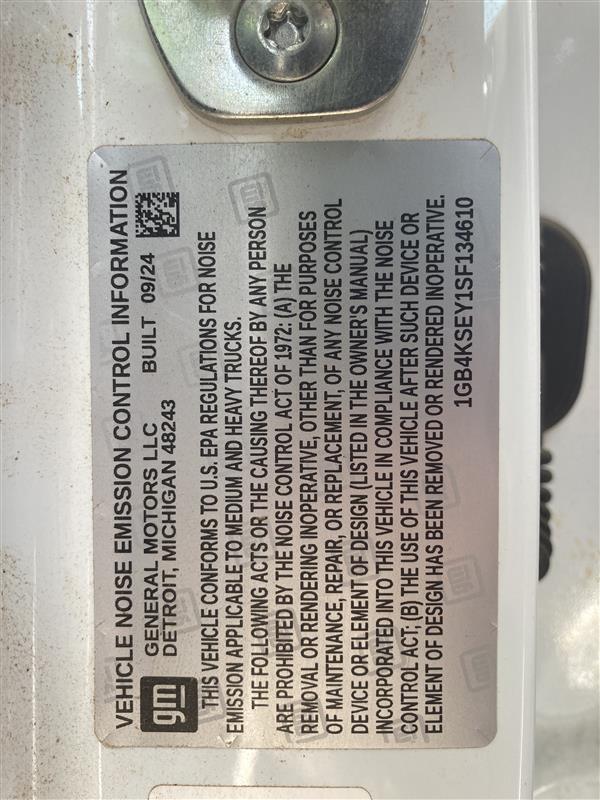 VEHICLE NOISE EMISSION CONTROL INFORMATION
gm
GENERAL MOTORS LLC BUILT 09/24
DETROIT, MICHIGAN 48243
THIS VEHICLE CONFORMS TO U.S. EPA REGULATIONS FOR NOISE
EMISSION APPLICABLE TO MEDIUM AND HEAVY TRUCKS.
THE FOLLOWING ACTS OR THE CAUSING THEREOF BY ANY PERSON
ARE PROHIBITED BY THE NOISE CONTROL ACT OF 1972: (A) THE
REMOVAL OR RENDERING INOPERATIVE, OTHER THAN FOR PURPOSES
OF MAINTENANCE, REPAIR, OR REPLACEMENT, OF ANY NOISE CONTROL
DEVICE OR ELEMENT OF DESIGN (LISTED IN THE OWNER'S MANUAL)
INCORPORATED INTO THIS VEHICLE IN COMPLIANCE WITH THE NOISE
CONTROL ACT; (B) THE USE OF THIS VEHICLE AFTER SUCH DEVICE OR
ELEMENT OF DESIGN HAS BEEN REMOVED OR RENDERED INOPERATIVE.
1GB4KSEY1SF134610